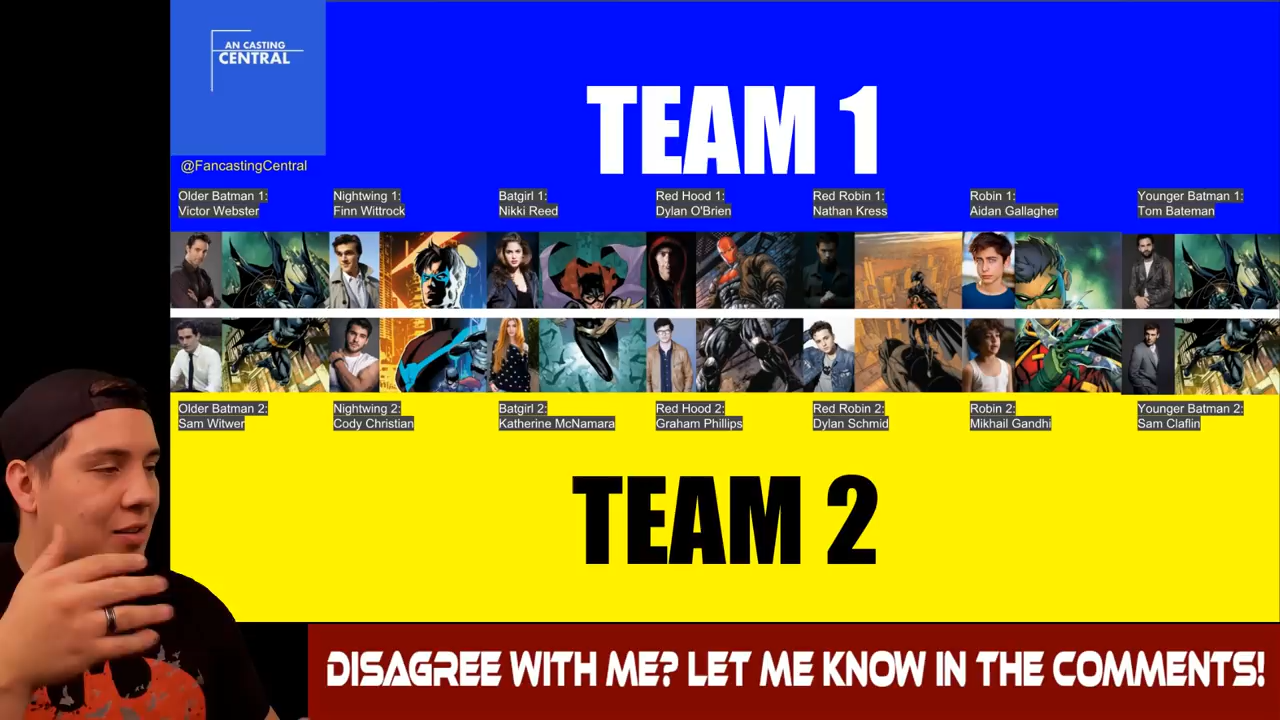 AN CASTING
CENTRAL
@FancastingCentral
TEAM 1
Older Batman 1:
Victor Webster
Nightwing 1:
Finn Wittrock
Batgirl 1:
Nikki Reed
Red Hood 1:
Dylan O'Brien
Red Robin 1:
Nathan Kress
Robin 1:
Aidan Gallagher
Younger Batman 1:
Tom Bateman
Older Batman 2:
Sam Witwer
Nightwing 2:
Cody Christian
Batgirl 2:
Katherine McNamara
Red Hood 2:
Graham Phillips
Red Robin 2:
Dylan Schmid
Robin 2:
Mikhail Gandhi
Younger Batman 2:
Sam Claflin
TEAM 2
DISAGREE WITH ME? LET ME KNOW IN THE COMMENTS!